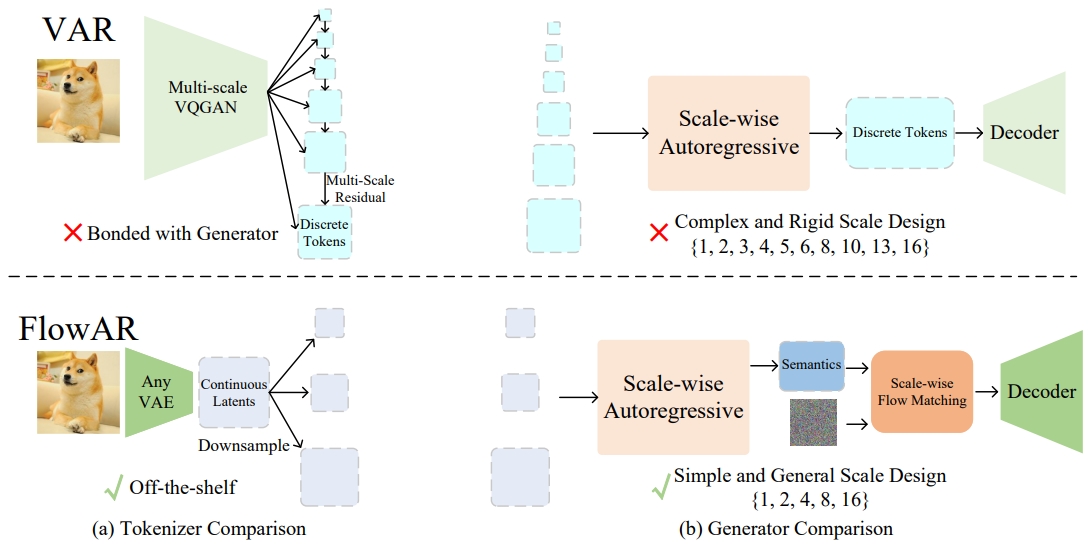 VAR
Multi-scale
VQGAN
Multi-Scale
Residual
Discrete
Tokens
Bonded with Generator
Scale-wise
Autoregressive
Discrete Tokens
Decoder
Complex and Rigid Scale Design
{1, 2, 3, 4, 5, 6, 8, 10, 13, 16}
FlowAR
Any
VAE
Continuous
Latents
Downsample
Off-the-shelf
(a) Tokenizer Comparison
Scale-wise
Autoregressive
Semantics
Scale-wise
Flow Matching
Decoder
Simple and General Scale Design
{1, 2, 4, 8, 16}
(b) Generator Comparison